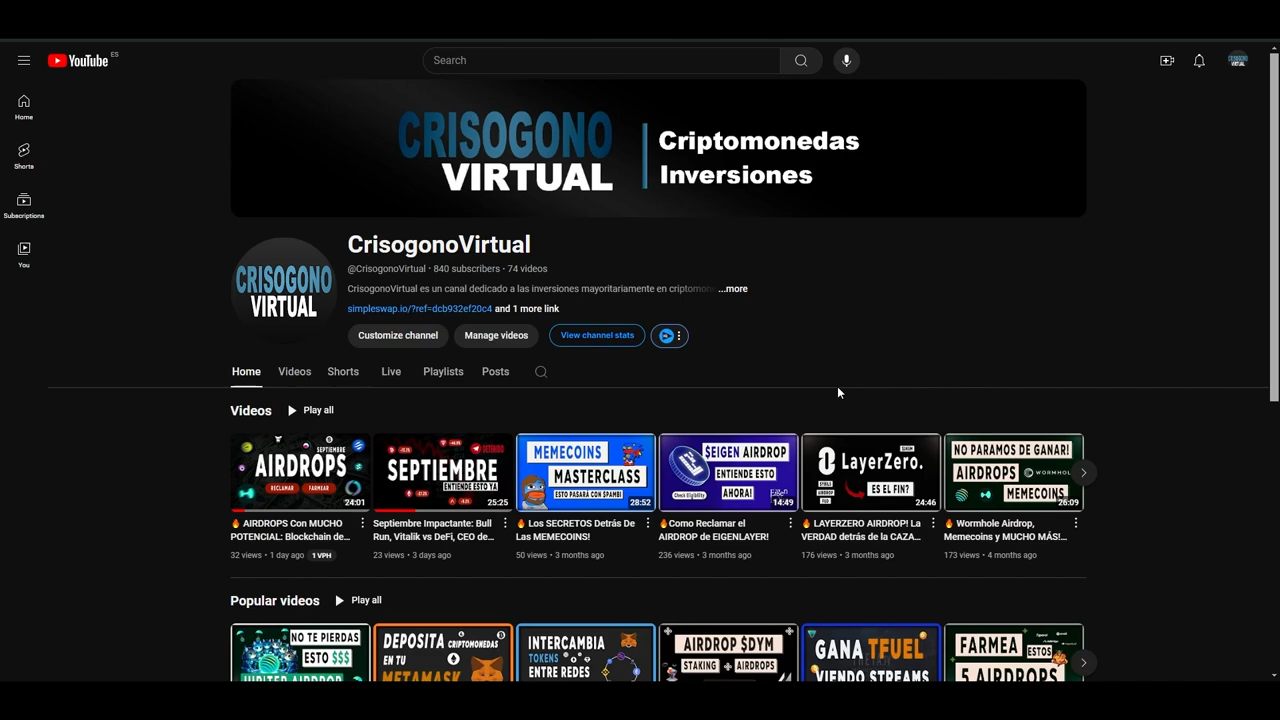 YouTube ES
Search
Home
Shorts
Subscriptions
You
CRISOGONO
VIRTUAL
Criptomonedas
Inversiones
CRISOGONO
VIRTUAL
CrisogonoVirtual
@CrisogonoVirtual · 840 subscribers · 74 videos
CrisogonoVirtual es un canal dedicado a las inversiones mayoritariamente en criptomon ...more
simpleswap.io/?ref=dcb932ef20c4 and 1 more link
Customize channel
Manage videos
View channel stats
Home
Videos
Shorts
Live
Playlists
Posts
Videos
Play all
SEPTIEMBRE
AIRDROPS
RECLAMAR
FARMEAR
24:01
🔥 AIRDROPS Con MUCHO
POTENCIAL: Blockchain de...
32 views · 1 day ago 1 VPH
DETENIDO
SEPTIEMBRE
ENTIENDE ESTO YA
25:25
Septiembre Impactante: Bull
Run, Vitalik vs DeFi, CEO de...
23 views · 3 days ago
MEMECOINS
MASTERCLASS
ESTO PASARÁ CON $PAMBI
28:52
🔥 Los SECRETOS Detrás De
Las MEMECOINS!
50 views · 3 months ago
$EIGEN AIRDROP
ENTIENDE ESTO
AHORA!
Check Eligibility
14:49
🔥Como Reclamar el
AIRDROP de EIGENLAYER!
236 views · 3 months ago
LayerZero.
ES EL FIN?
24:46
🔥 LAYERZERO AIRDROP! La
VERDAD detrás de la CAZA...
176 views · 3 months ago
NO PARAMOS DE GANAR!
AIRDROPS
WORMHOL
MEMECOINS
26:09
🔥 Wormhole Airdrop,
Memecoins y MUCHO MÁS!...
173 views · 4 months ago
Popular videos
Play all
NO TE PIERDAS
ESTO $$$
JUPITER AIRDROP
DEPOSITA CRIPTOMONEDAS
EN TU
METAMASK
INTERCAMBIA
TOKENS
ENTRE REDES
AIRDROP $DYM
STAKING + AIRDROPS
GANA TFUEL
VIENDO STREAMS
FARMEA
ESTOS
5 AIRDROPS